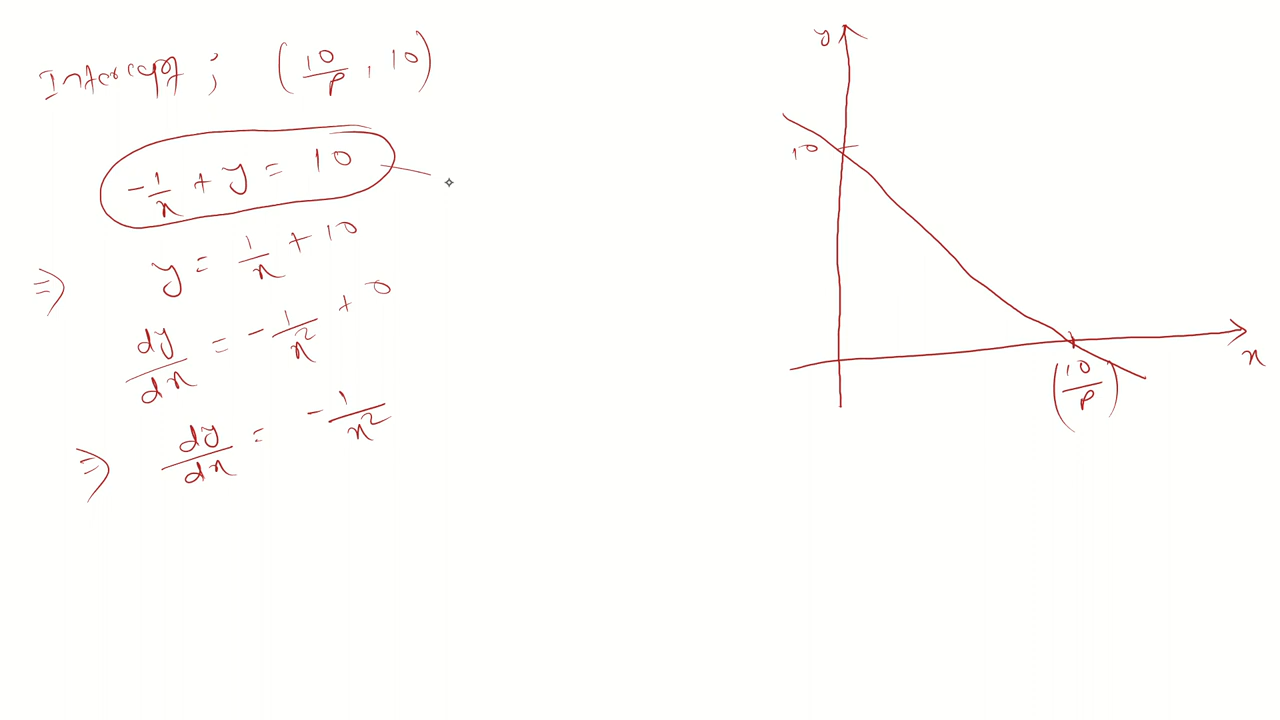 Intercept ; (10/P, 10)
-1/x + y = 10
⇒ y = 1/x + 10
dy/dx = -1/x² + 0
⇒ dy/dx = -1/x²
y
10
x
(10/P)